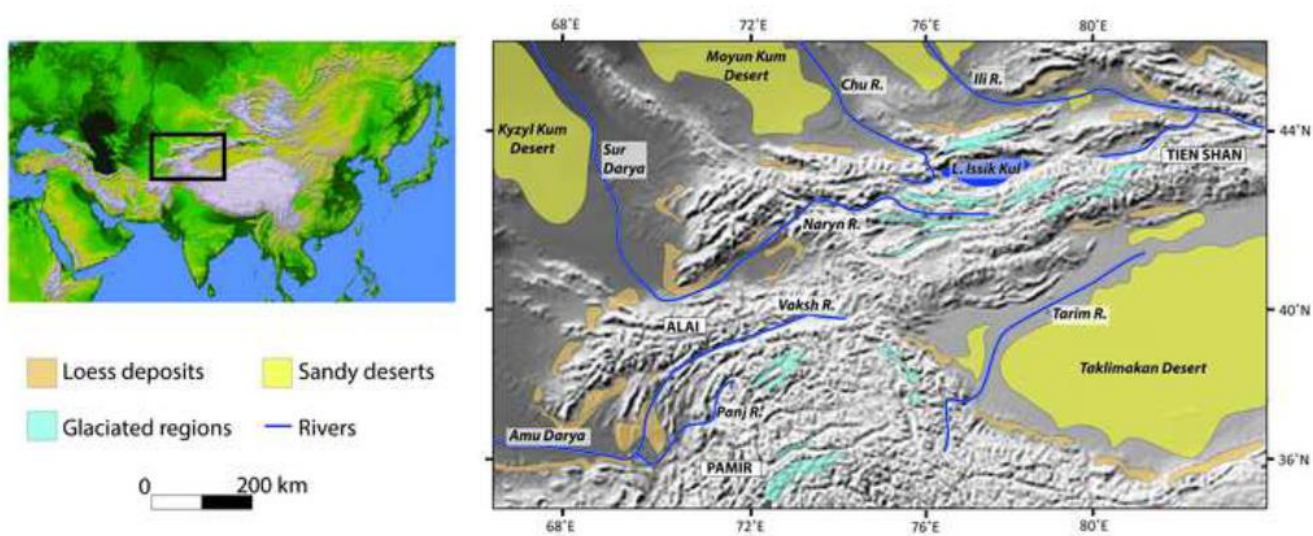 68°E
72°E
76°E
80°E
Moyun Kum
Desert
Chu R.
Ili R.
Kyzyl Kum
Desert
Sur
Darya
44°N
TIEN SHAN
L. Issik Kul
Naryn R.
Vaksh R.
40°N
ALAI
Tarim R.
Taklimakan Desert
Panj R.
Amu Darya
PAMIR
36°N
68°E
72°E
76°E
80°E
Loess deposits
Sandy deserts
Glaciated regions
Rivers
0
200 km